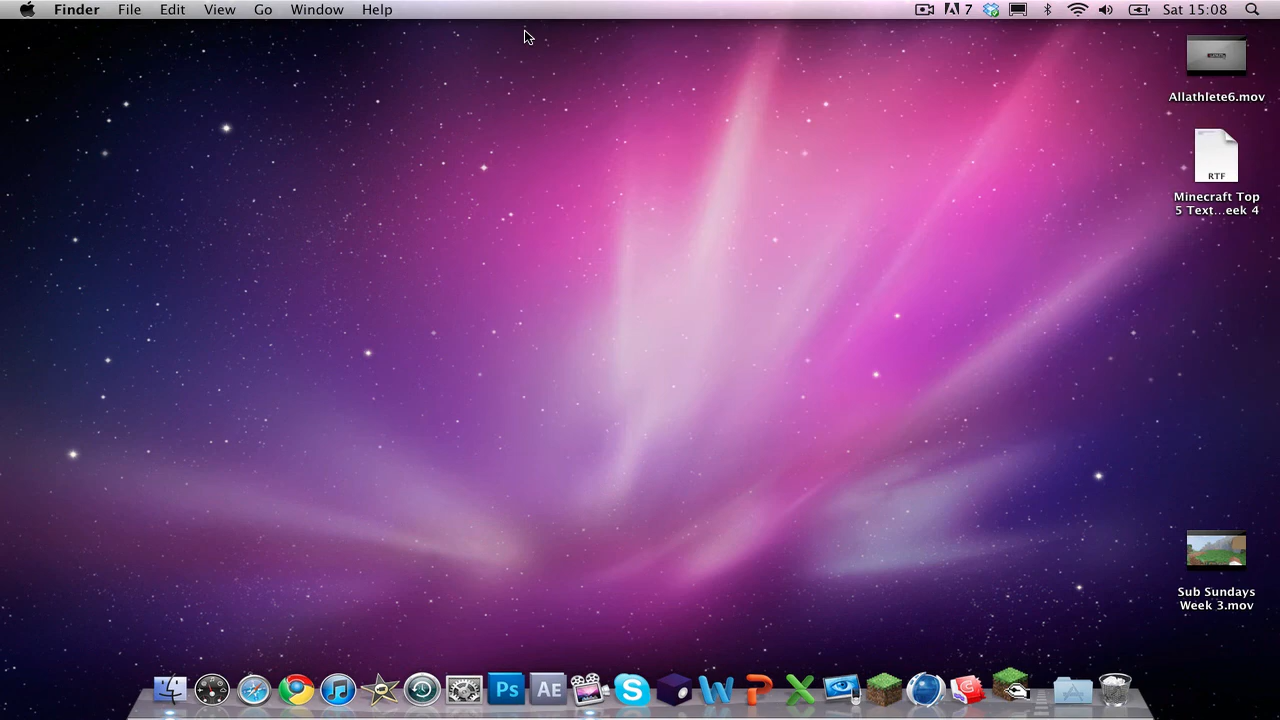 Finder File Edit View Go Window Help 7 Sat 15:08
Allathlete6.mov
RTF
Minecraft Top
5 Text...eek 4
Sub Sundays
Week 3.mov
Ps AE